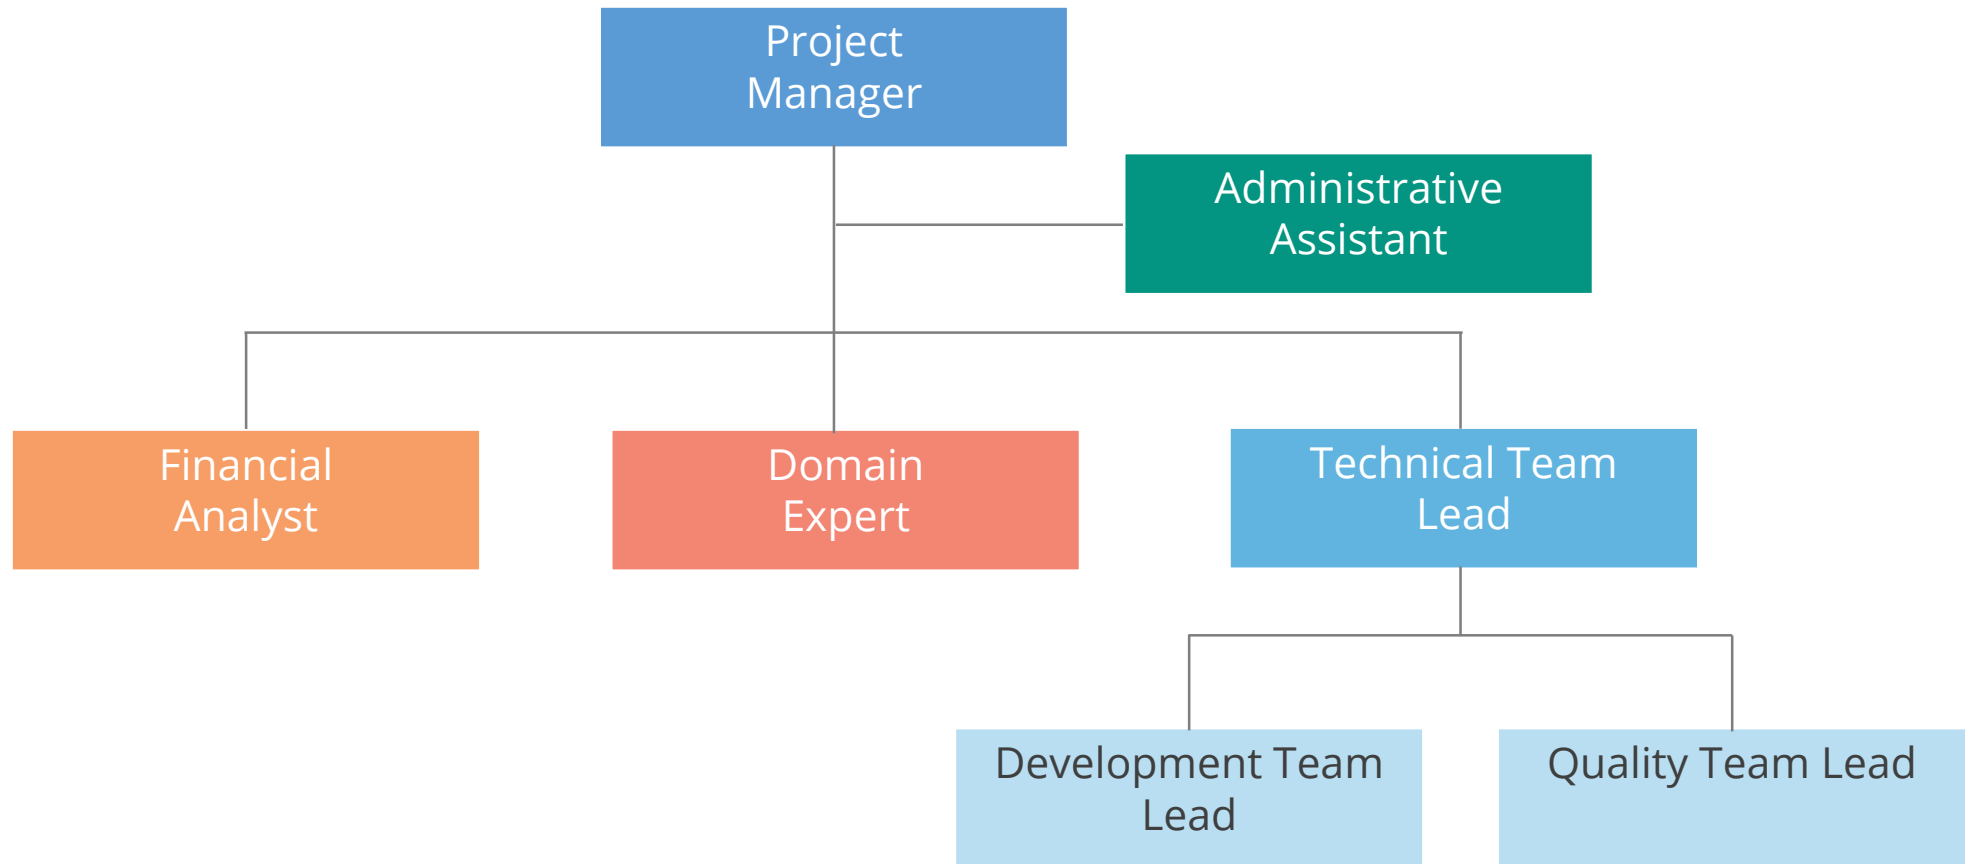 Project
Manager
Administrative
Assistant
Financial
Analyst
Domain
Expert
Technical Team
Lead
Development Team
Lead
Quality Team Lead